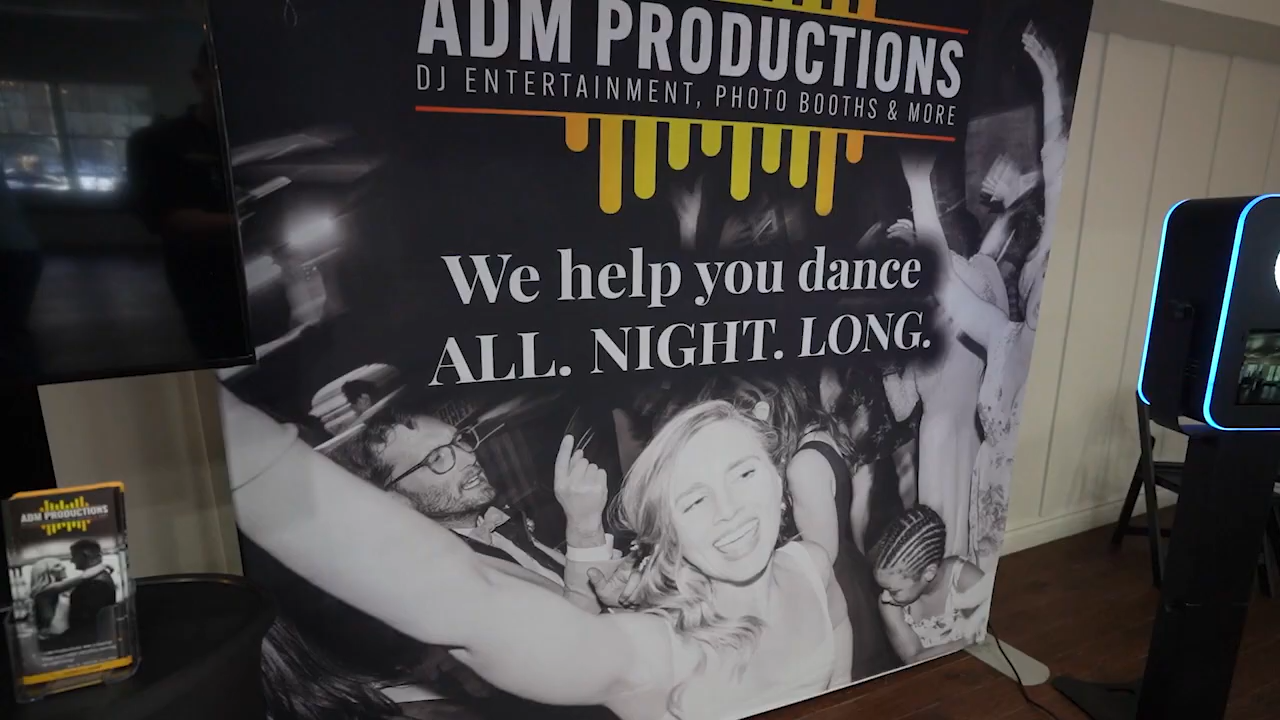 ADM PRODUCTIONS
DJ ENTERTAINMENT, PHOTO BOOTHS & MORE
We help you dance
ALL. NIGHT. LONG.
ADM PRODUCTIONS